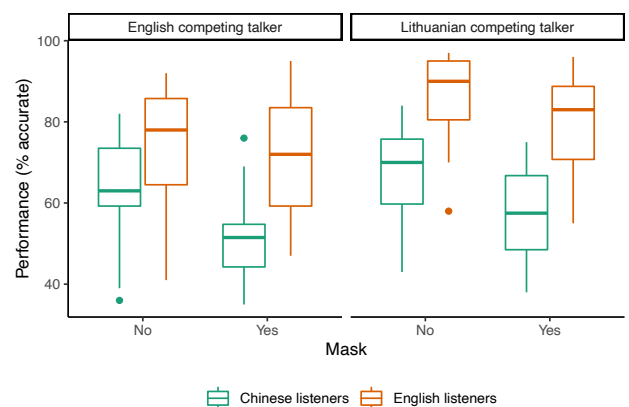 English competing talker
Lithuanian competing talker
Performance (% accurate)
100
80
60
40
No
Yes
No
Yes
Mask
Chinese listeners
English listeners